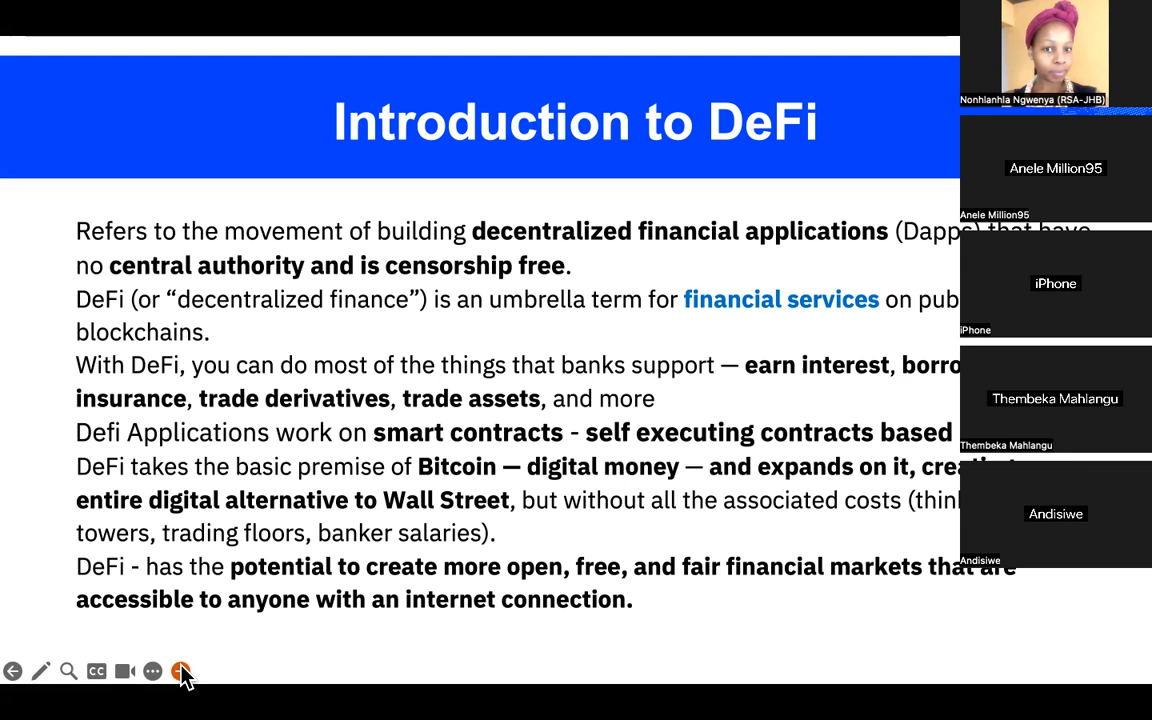 Introduction to DeFi
Refers to the movement of building decentralized financial applications (Dapps) that have
no central authority and is censorship free.
DeFi (or “decentralized finance”) is an umbrella term for financial services on
blockchains.
With DeFi, you can do most of the things that banks support — earn interest,
insurance, trade derivatives, trade assets, and more
Defi Applications work on smart contracts - self executing contracts based
DeFi takes the basic premise of Bitcoin — digital money — and expands on it,
entire digital alternative to Wall Street, but without all the associated costs
towers, trading floors, banker salaries).
DeFi - has the potential to create more open, free, and fair financial markets that are
accessible to anyone with an internet connection.
CC
Nonhlanhla Ngwenya (RSA-JHB)
Anele Million95
Anele Million95
iPhone
iPhone
Thembeka Mahlangu
Thembeka Mahlangu
Andisiwe
Andisiwe